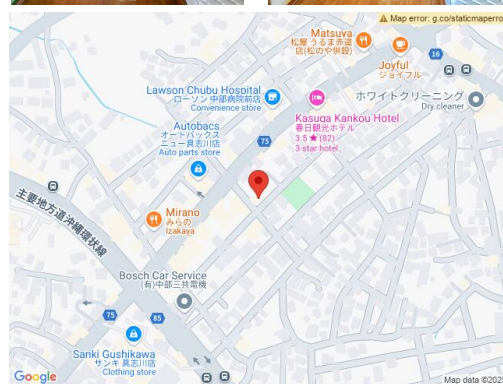 Map error: g.co/staticmaperro
Matsuya
松屋 うるま赤道
店(松のや併設)
16
Joyful
ジョイフル
Lawson Chubu Hospital
ローソン 中部病院前店
Convenience store
ホワイトクリーニング
Dry cleaner
Kasuga Kankou Hotel
春日観光ホテル
3.5 ★ (82)
3-star hotel
Autobacs
オートバックス
ニュー具志川店
Auto parts store
75
主要地方道沖縄環状線
Mirano
みらの
Izakaya
Bosch Car Service
(有)中部三共電機
75
85
Sanki Gushikawa
サンキ 具志川店
Clothing store
Google
Map data ©202